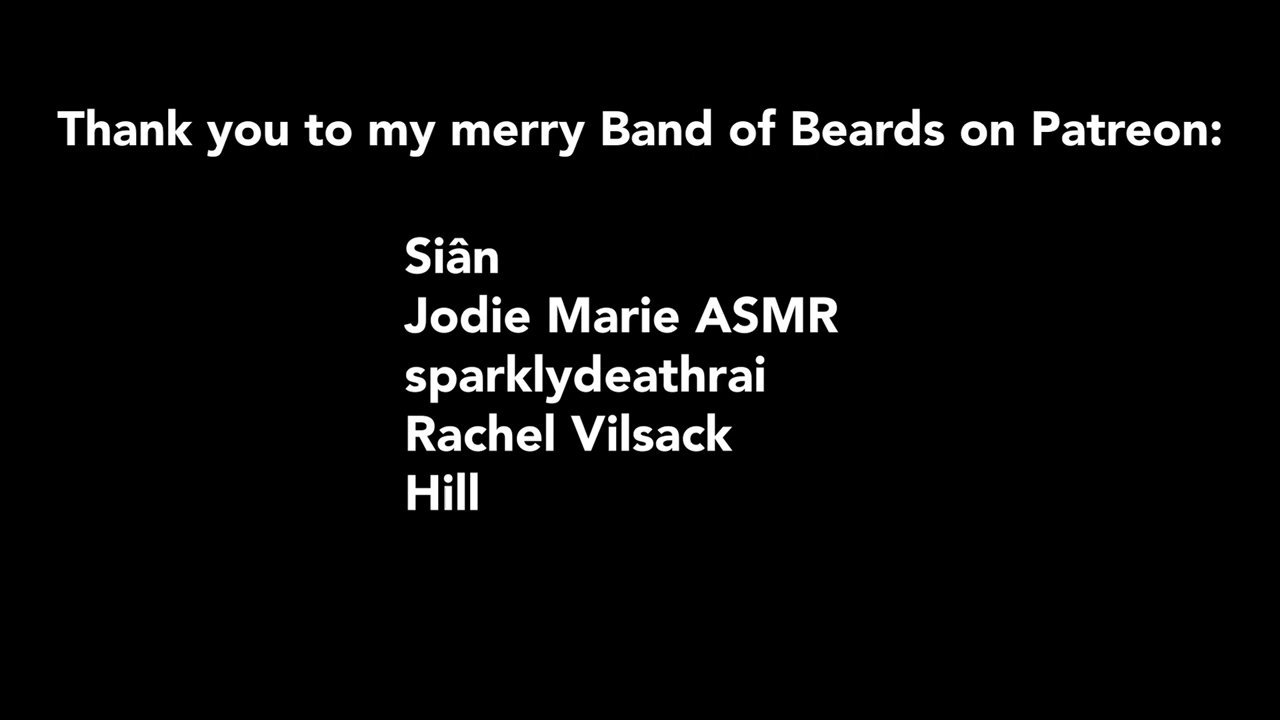 Thank you to my merry Band of Beards on Patreon:
Siân
Jodie Marie ASMR
sparklydeathrai
Rachel Vilsack
Hill